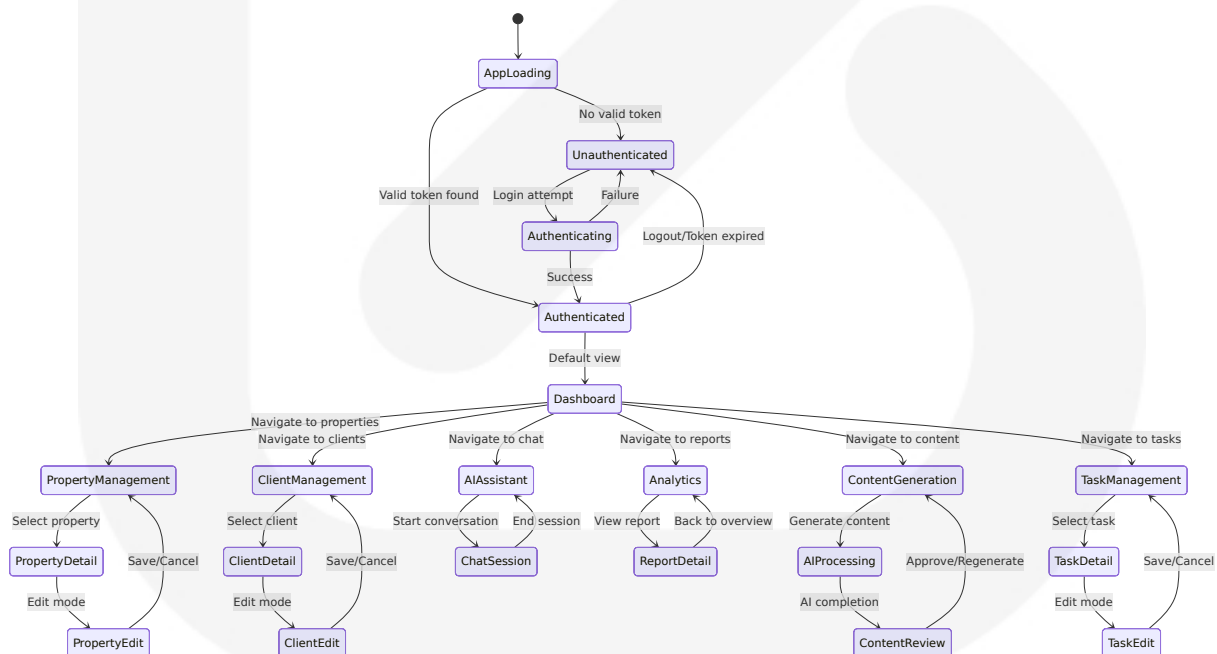 AppLoading
No valid token
Unauthenticated
Valid token found
Login attempt
Failure
Authenticating
Logout/Token expired
Success
Authenticated
Default view
Dashboard
Navigate to properties
Navigate to clients
Navigate to chat
Navigate to reports
Navigate to content
Navigate to tasks
PropertyManagement
ClientManagement
AIAssistant
Analytics
ContentGeneration
TaskManagement
Select property
Select client
Start conversation
End session
View report
Back to overview
Generate content
Select task
PropertyDetail
Save/Cancel
ClientDetail
Save/Cancel
ChatSession
ReportDetail
AIProcessing
Approve/Regenerate
TaskDetail
Save/Cancel
Edit mode
Edit mode
AI completion
Edit mode
PropertyEdit
ClientEdit
ContentReview
TaskEdit